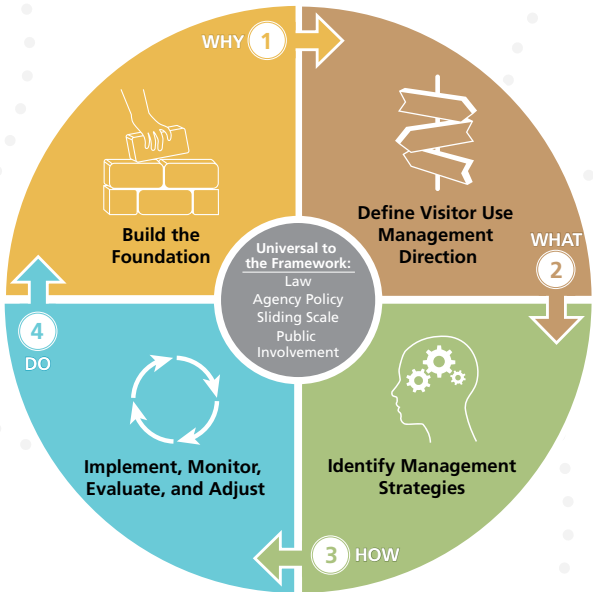 WHY 1
Build the
Foundation
Define Visitor Use
Management
Direction
WHAT
2
Universal to
the Framework:
Law
Agency Policy
Sliding Scale
Public
Involvement
Identify Management
Strategies
3 HOW
4
DO
Implement, Monitor,
Evaluate, and Adjust